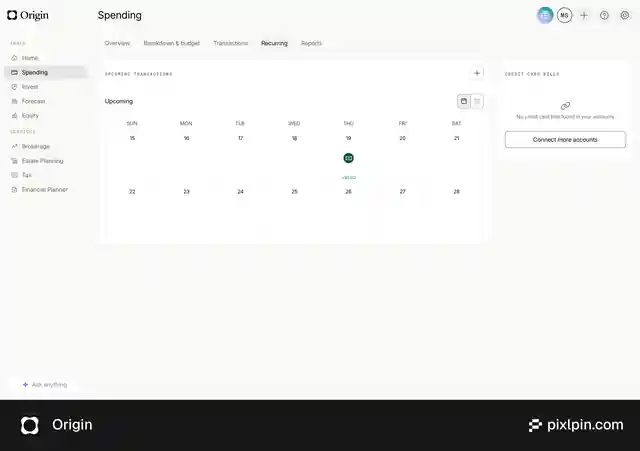 Origin
Spending
MS
TOOLS
Home
Spending
Invest
Forecast
Equity
SERVICES
Brokerage
Estate Planning
Tax
Financial Planner
Ask anything
Overview
Breakdown & budget
Transactions
Recurring
Reports
UPCOMING TRANSACTIONS
Upcoming
SUN MON TUE WED THU FRI SAT
15 16 17 18 19 20 21
22 23 24 25 26 27 28
CREDIT CARD BILLS
No credit card bills found in your accounts.
Connect more accounts
Origin
pixlpin.com